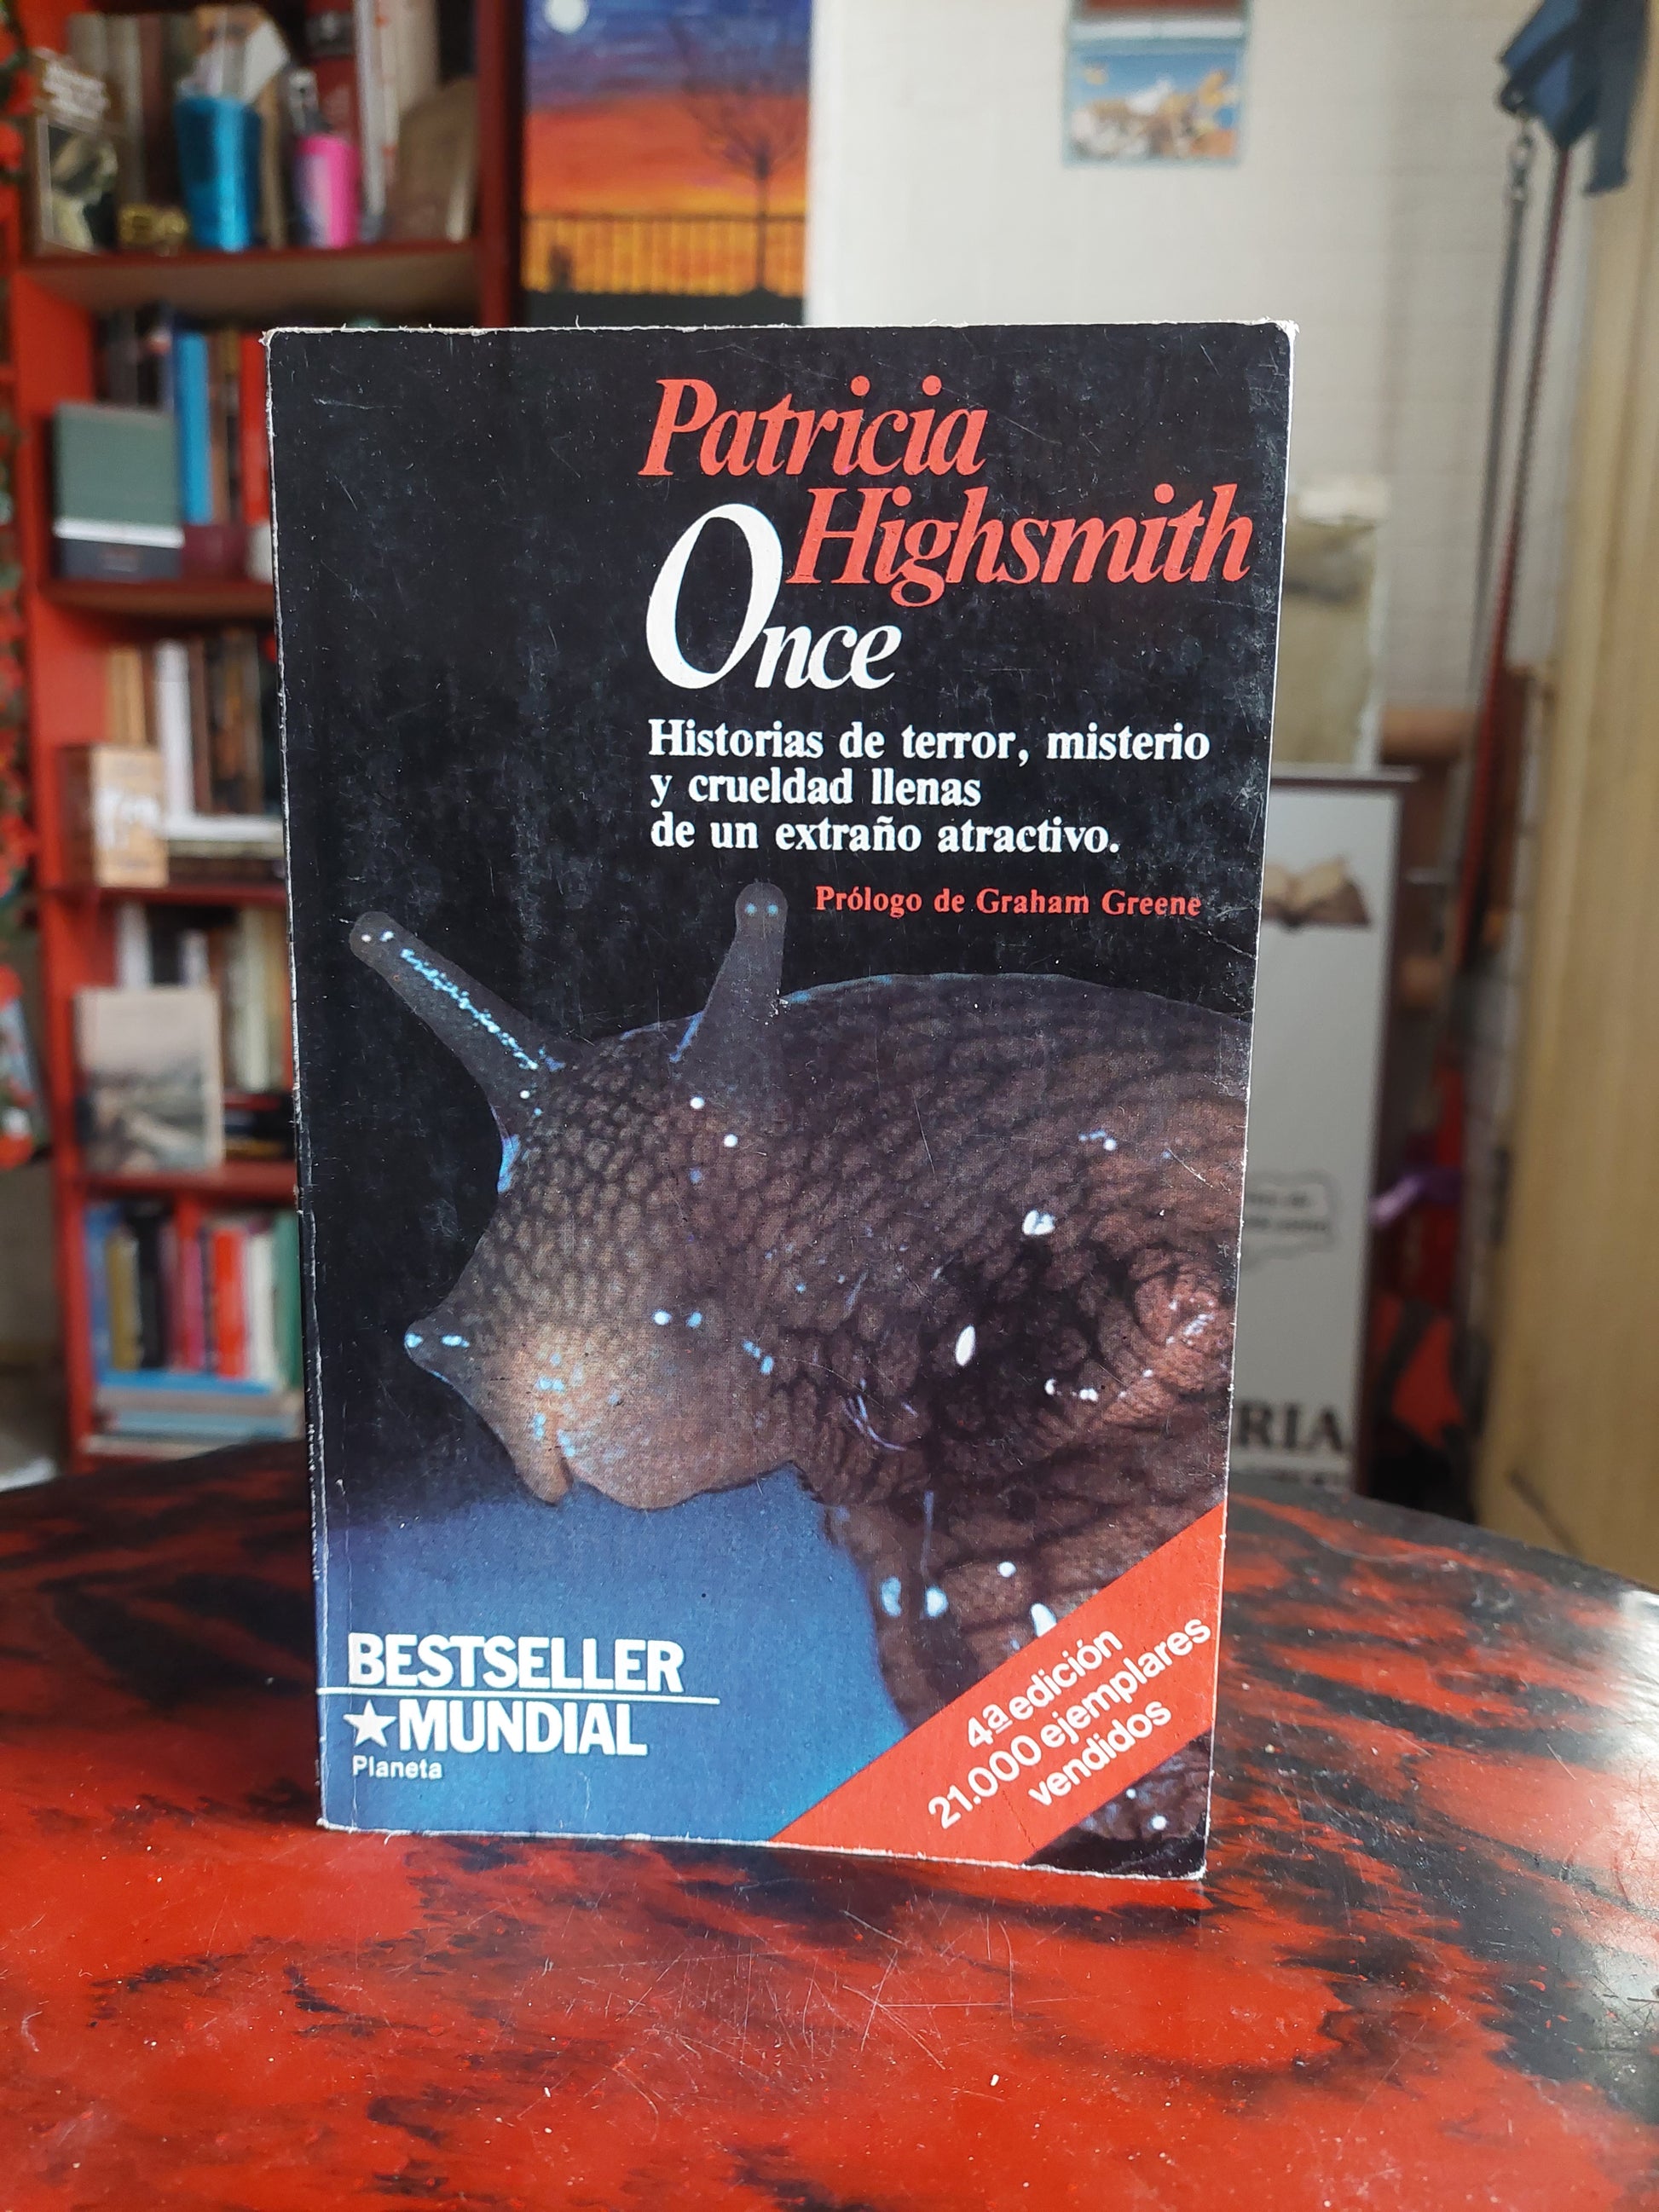 Patricia
Highsmith
Once
Historias de terror, misterio
y crueldad llenas
de un extraño atractivo.
Prólogo de Graham Greene
BESTSELLER
★MUNDIAL
Planeta
4ª edición
21.000 ejemplares
vendidos
RIA